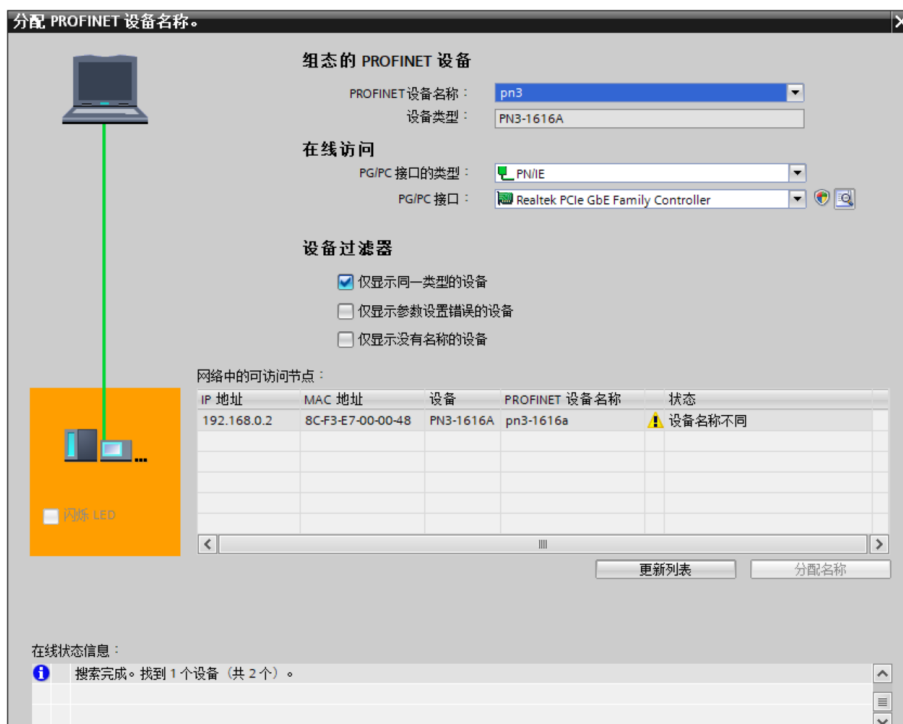 分配 PROFINET 设备名称。
组态的 PROFINET 设备
PROFINET设备名称： pn3
设备类型： PN3-1616A
在线访问
PG/PC 接口的类型： PN/IE
PG/PC 接口： Realtek PCIe GbE Family Controller
设备过滤器
仅显示同一类型的设备
仅显示参数设置错误的设备
仅显示没有名称的设备
网络中的可访问节点：
IP 地址 MAC 地址 设备 PROFINET 设备名称 状态
192.168.0.2 8C-F3-E7-00-00-48 PN3-1616A pn3-1616a 设备名称不同
闪烁 LED
更新列表 分配名称
在线状态信息：
搜索完成。找到 1 个设备（共 2 个）。